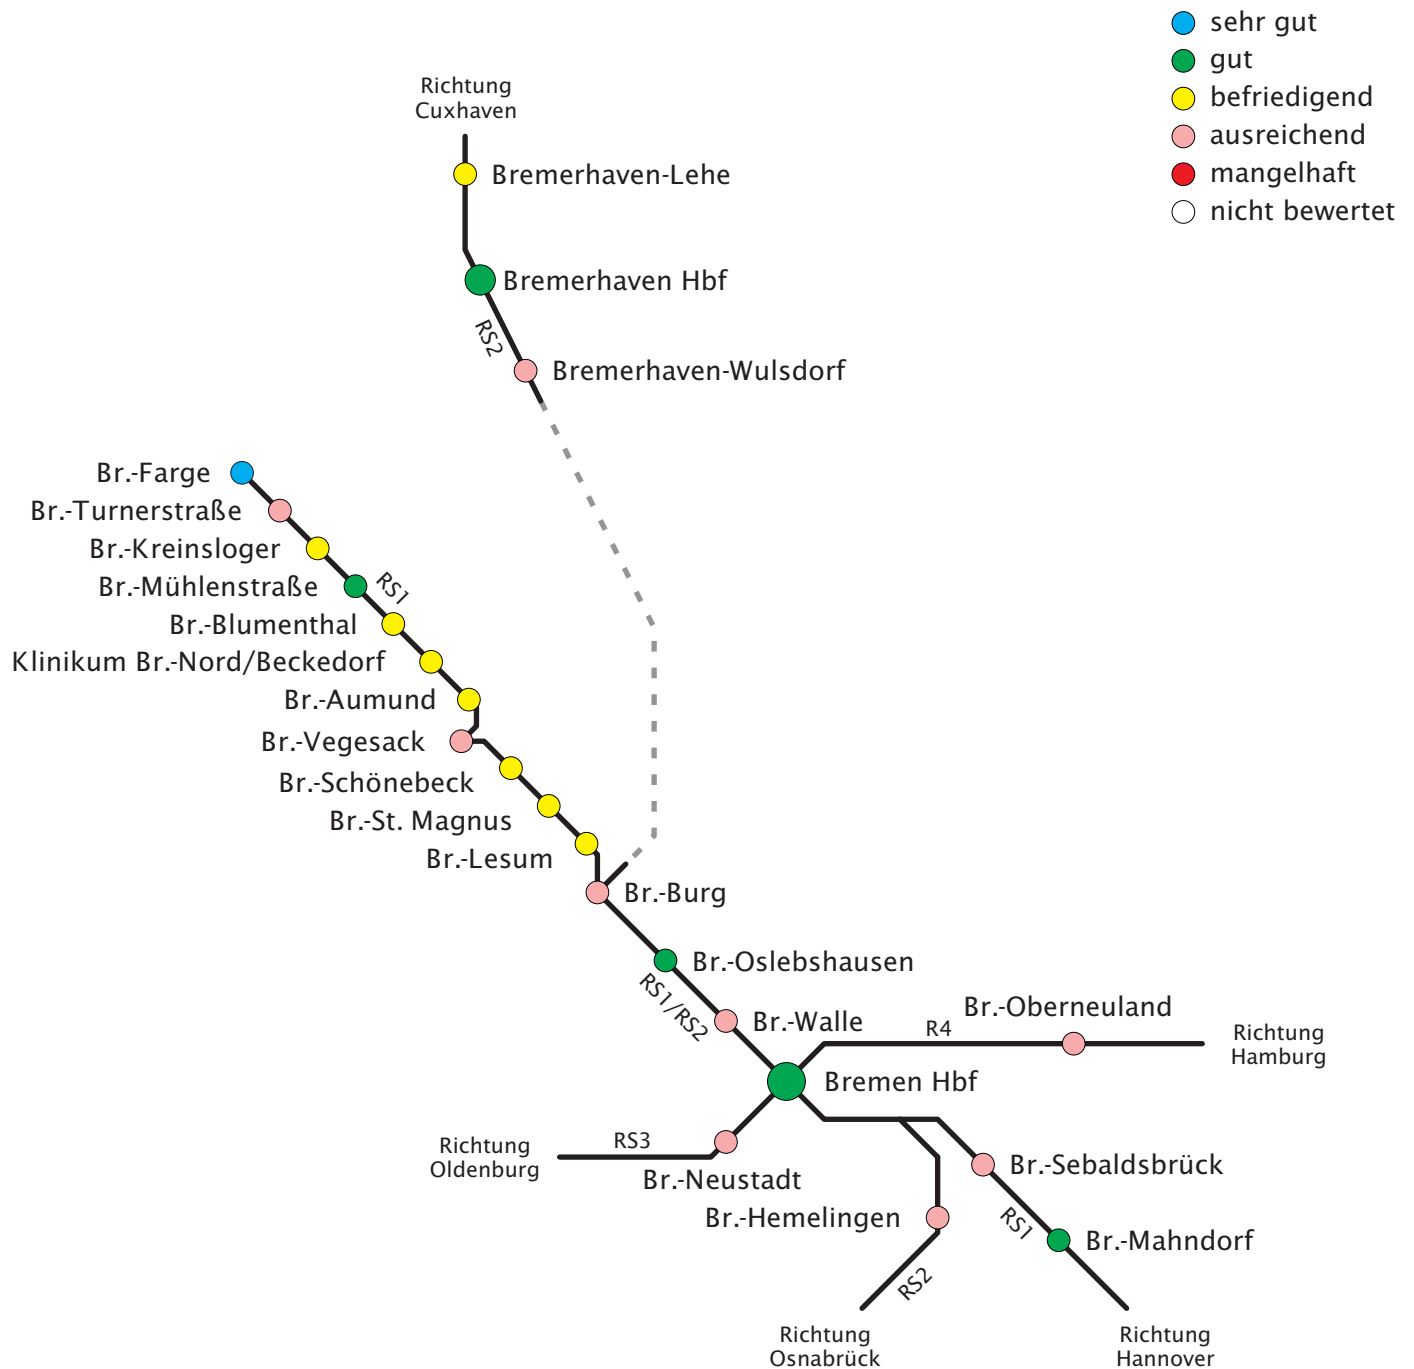 sehr gut
gut
befriedigend
ausreichend
mangelhaft
nicht bewertet
Richtung
Cuxhaven
Bremerhaven-Lehe
Bremerhaven Hbf
RS2
Bremerhaven-Wulsdorf
Br.-Farge
Br.-Turnerstraße
Br.-Kreinsloger
Br.-Mühlenstraße
RS1
Br.-Blumenthal
Klinikum Br.-Nord/Beckedorf
Br.-Aumund
Br.-Vegesack
Br.-Schönebeck
Br.-St. Magnus
Br.-Lesum
Br.-Burg
Br.-Oslebshausen
RS1/RS2
Br.-Walle
Br.-Oberneuland
R4
Richtung
Hamburg
Bremen Hbf
RS3
Richtung
Oldenburg
Br.-Neustadt
Br.-Sebaldsbrück
Br.-Hemelingen
RS1
Br.-Mahndorf
RS2
Richtung
Osnabrück
Richtung
Hannover